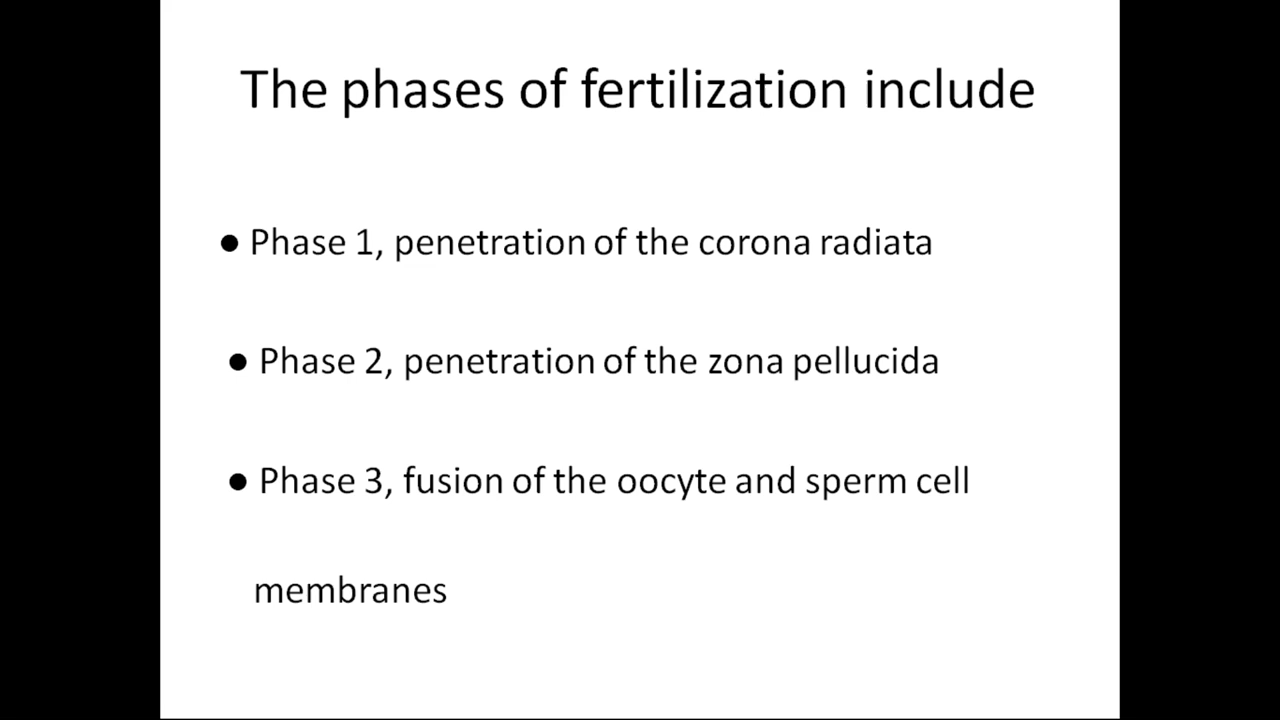 The phases of fertilization include
● Phase 1, penetration of the corona radiata
● Phase 2, penetration of the zona pellucida
● Phase 3, fusion of the oocyte and sperm cell
membranes